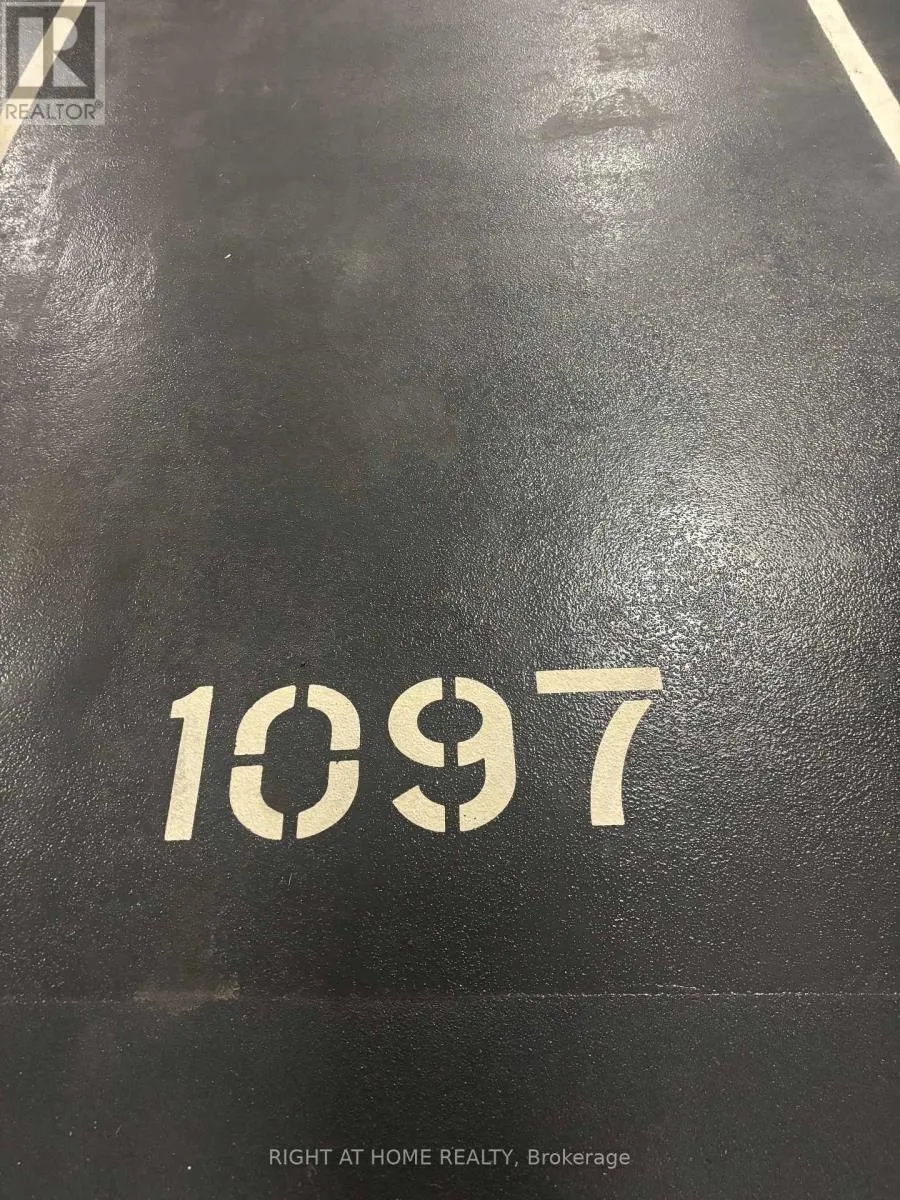 REALTOR®
1097
RIGHT AT HOME REALTY, Brokerage